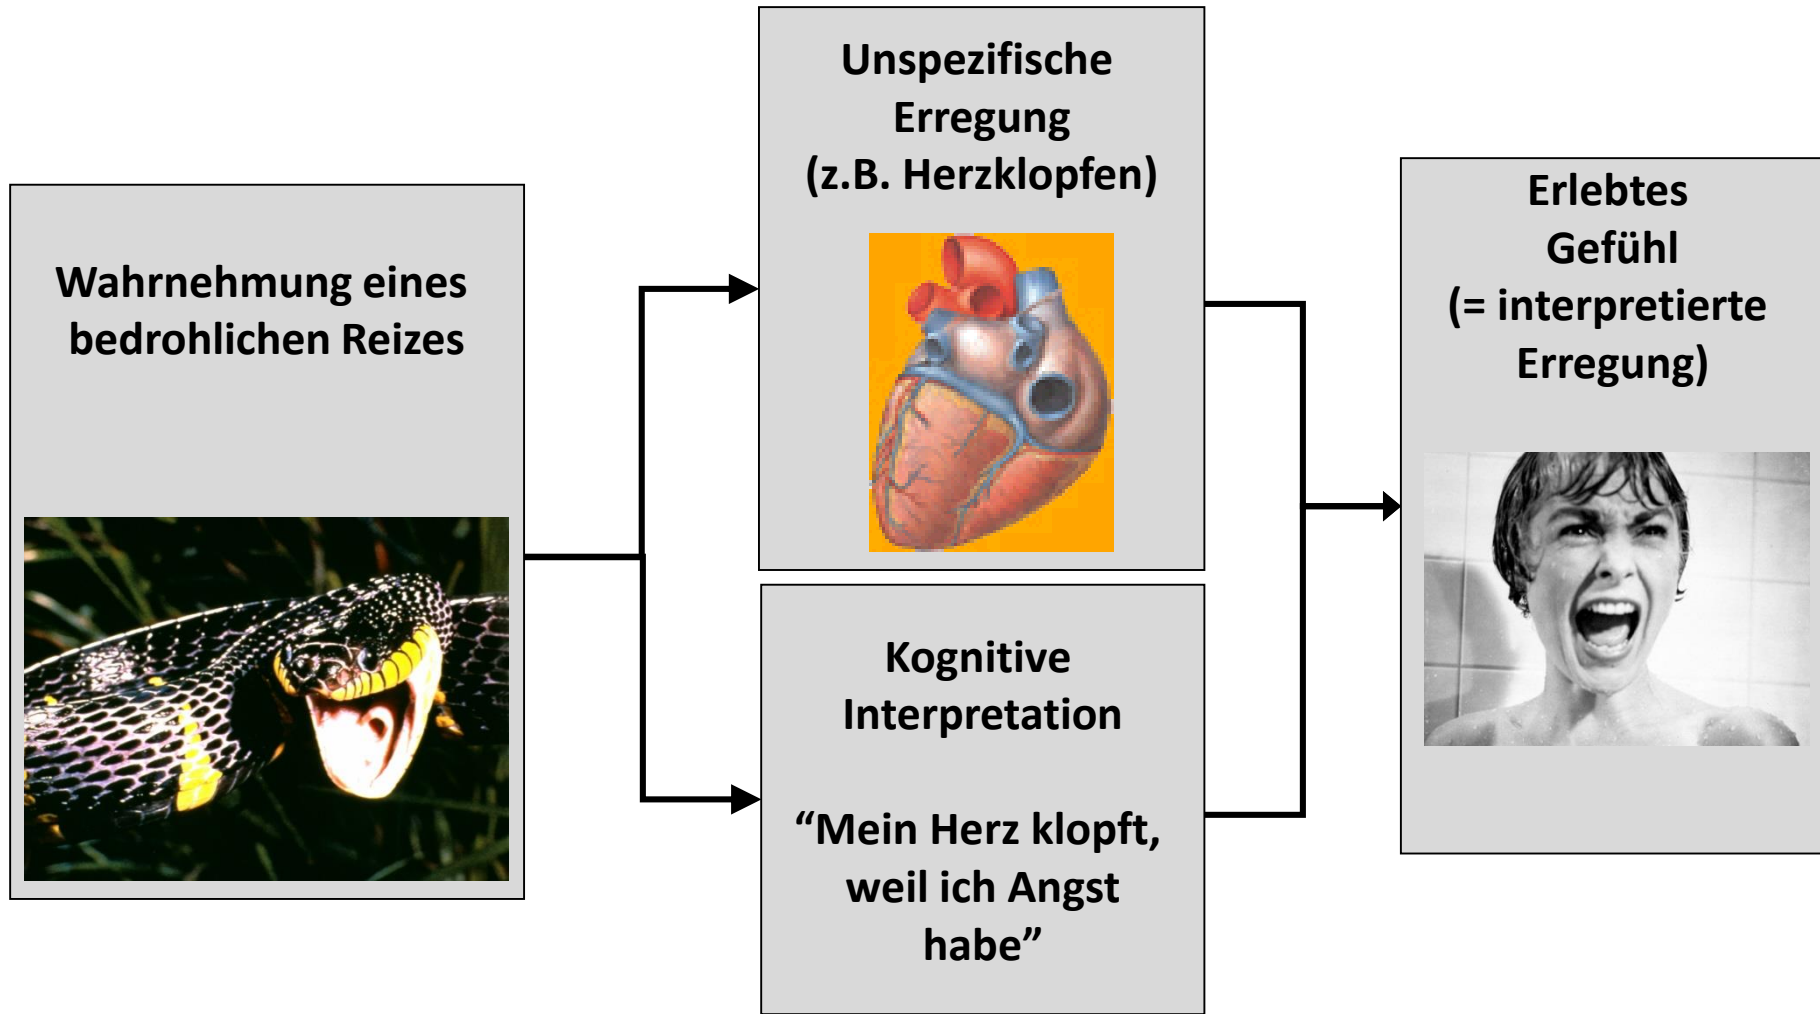 Wahrnehmung eines
bedrohlichen Reizes
Unspezifische
Erregung
(z.B. Herzklopfen)
Kognitive
Interpretation
“Mein Herz klopft,
weil ich Angst
habe”
Erlebtes
Gefühl
(= interpretierte
Erregung)